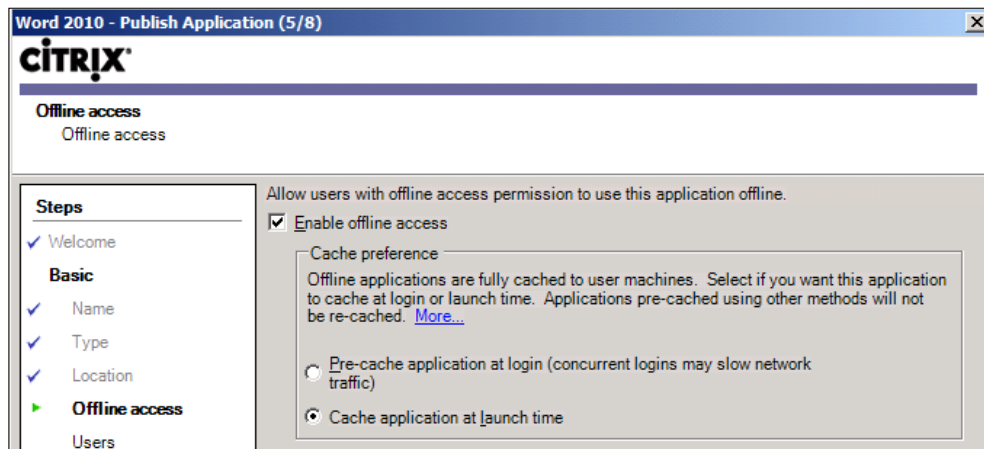 Word 2010 - Publish Application (5/8)
CITRIX
Offline access
Offline access
Steps
Welcome
Basic
Name
Type
Location
Offline access
Users
Allow users with offline access permission to use this application offline.
Enable offline access
Cache preference
Offline applications are fully cached to user machines. Select if you want this application
to cache at login or launch time. Applications pre-cached using other methods will not
be re-cached. More...
Pre-cache application at login (concurrent logins may slow network
traffic)
Cache application at launch time